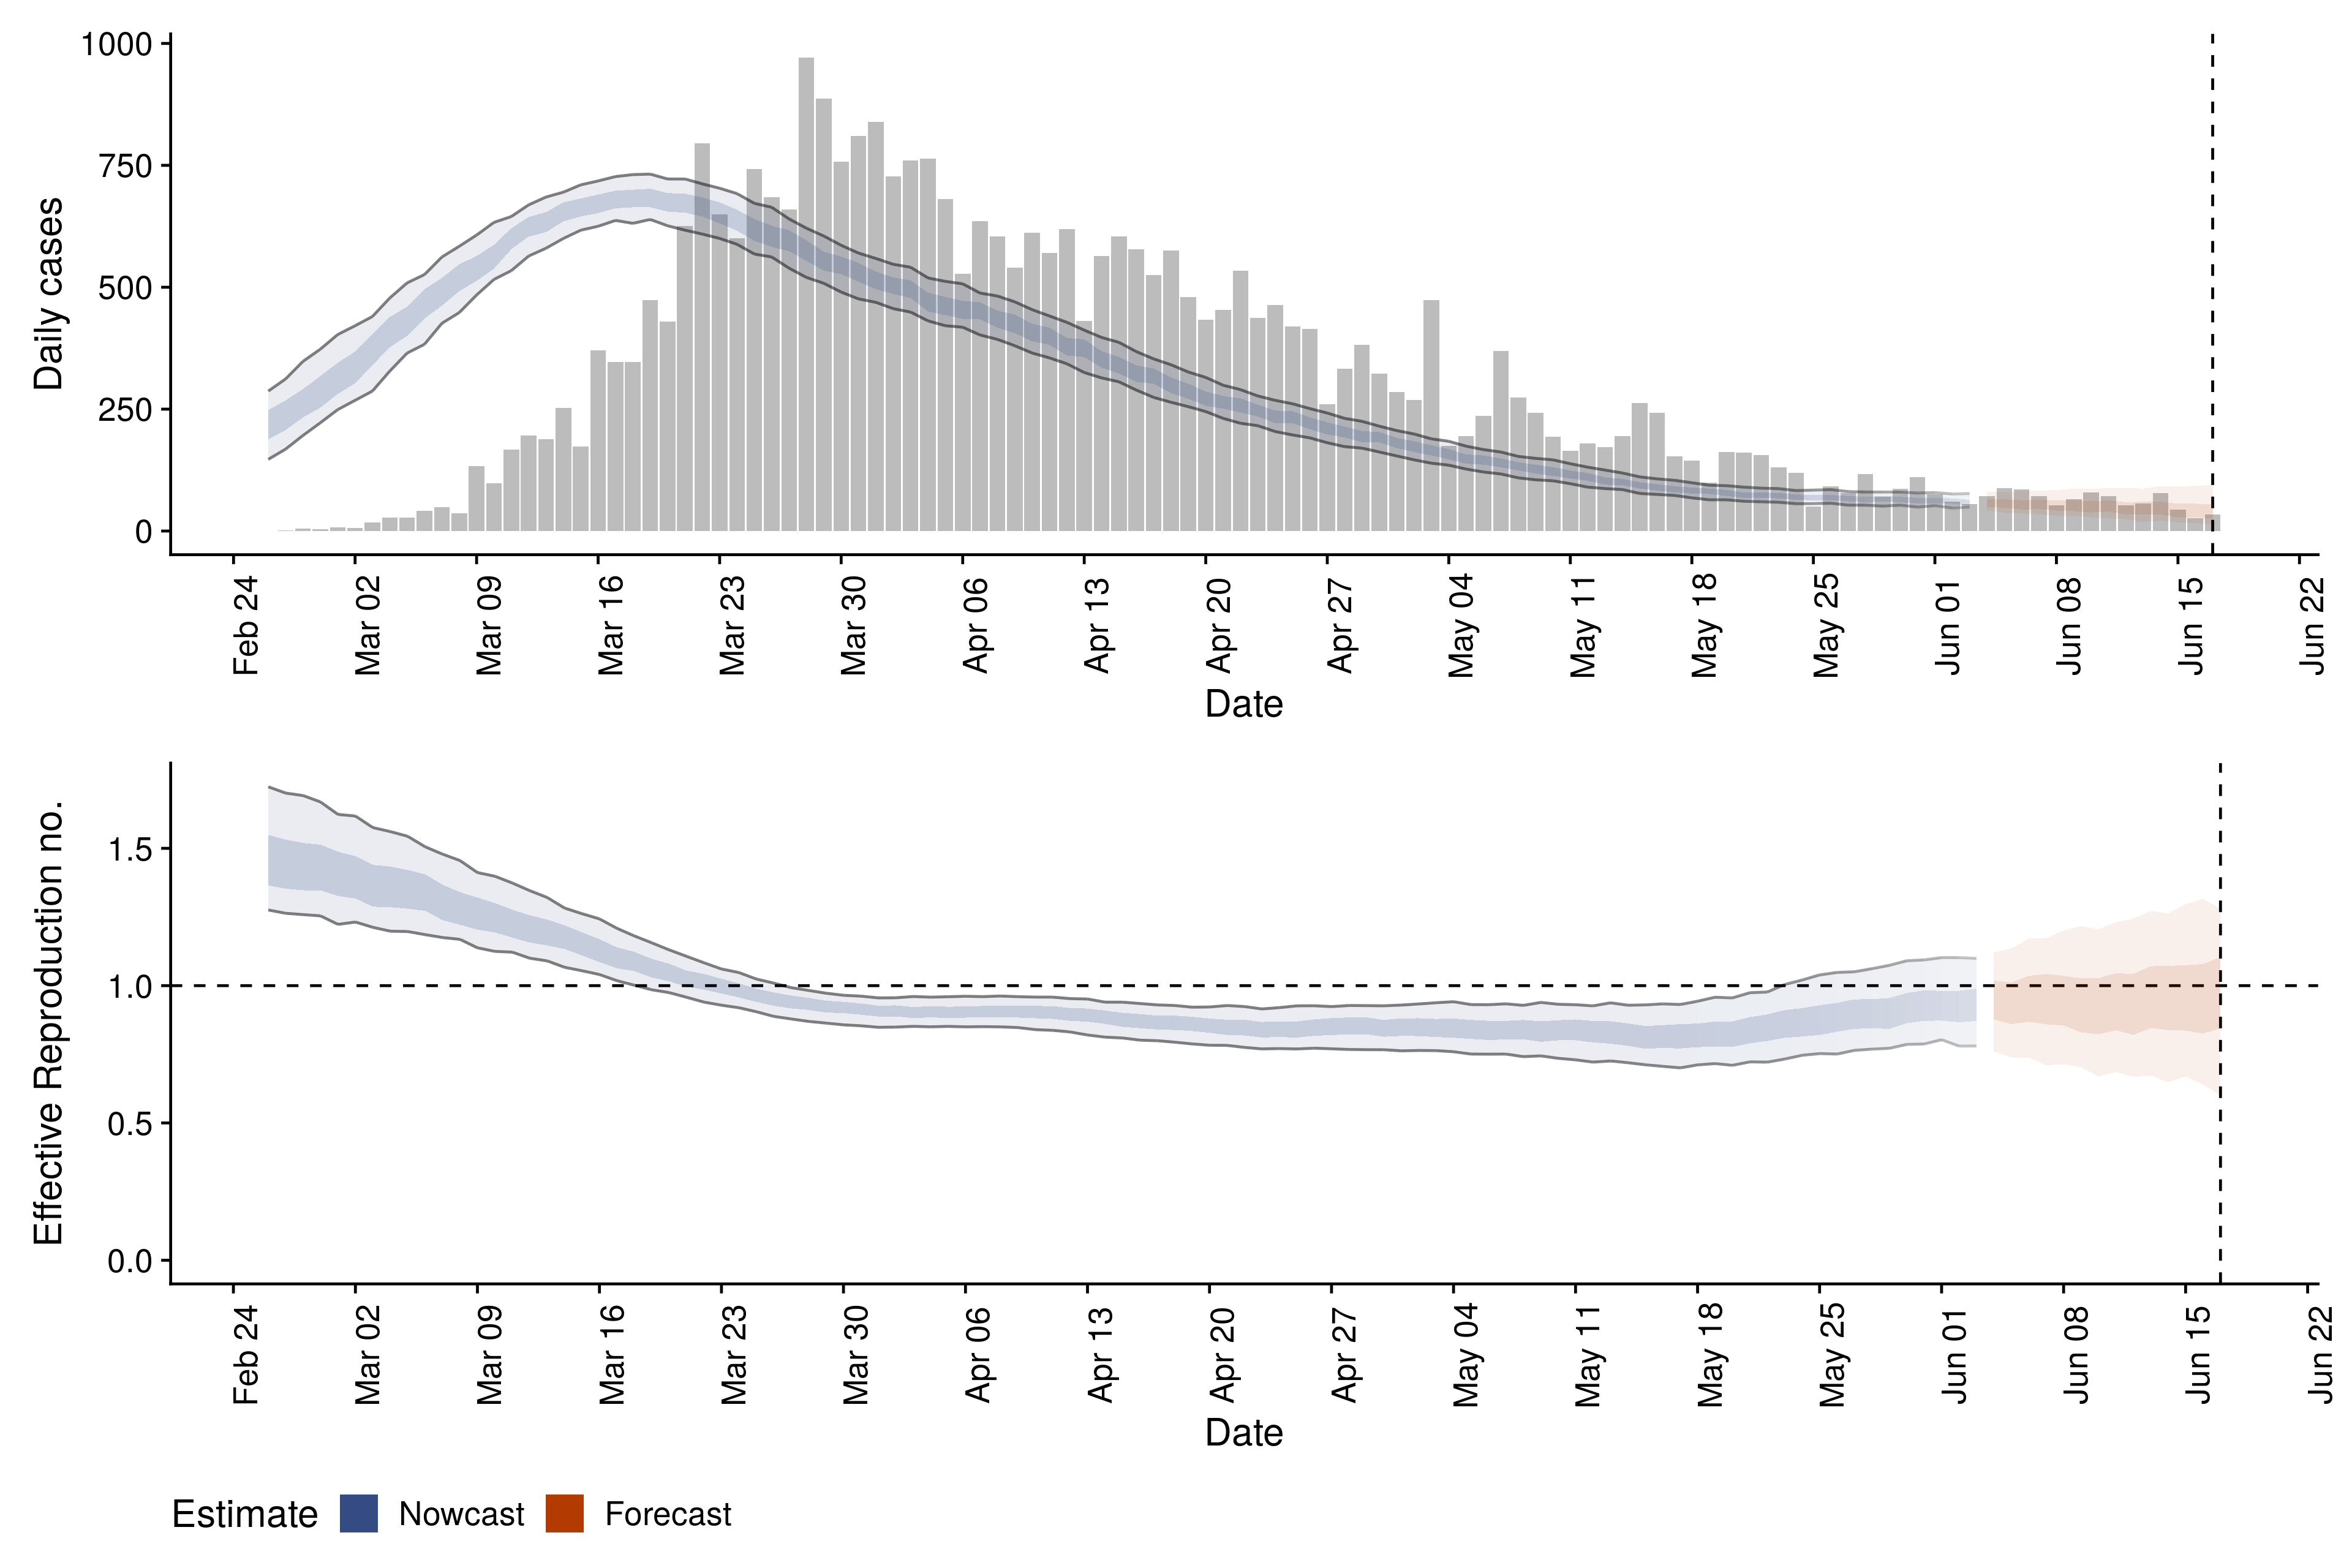 1000
750
500
250
0
Daily cases
Feb 24
Mar 02
Mar 09
Mar 16
Mar 23
Mar 30
Apr 06
Apr 13
Apr 20
Apr 27
May 04
May 11
May 18
May 25
Jun 01
Jun 08
Jun 15
Jun 22
Date
1.5
1.0
0.5
0.0
Effective Reproduction no.
Feb 24
Mar 02
Mar 09
Mar 16
Mar 23
Mar 30
Apr 06
Apr 13
Apr 20
Apr 27
May 04
May 11
May 18
May 25
Jun 01
Jun 08
Jun 15
Jun 22
Date
Estimate Nowcast Forecast